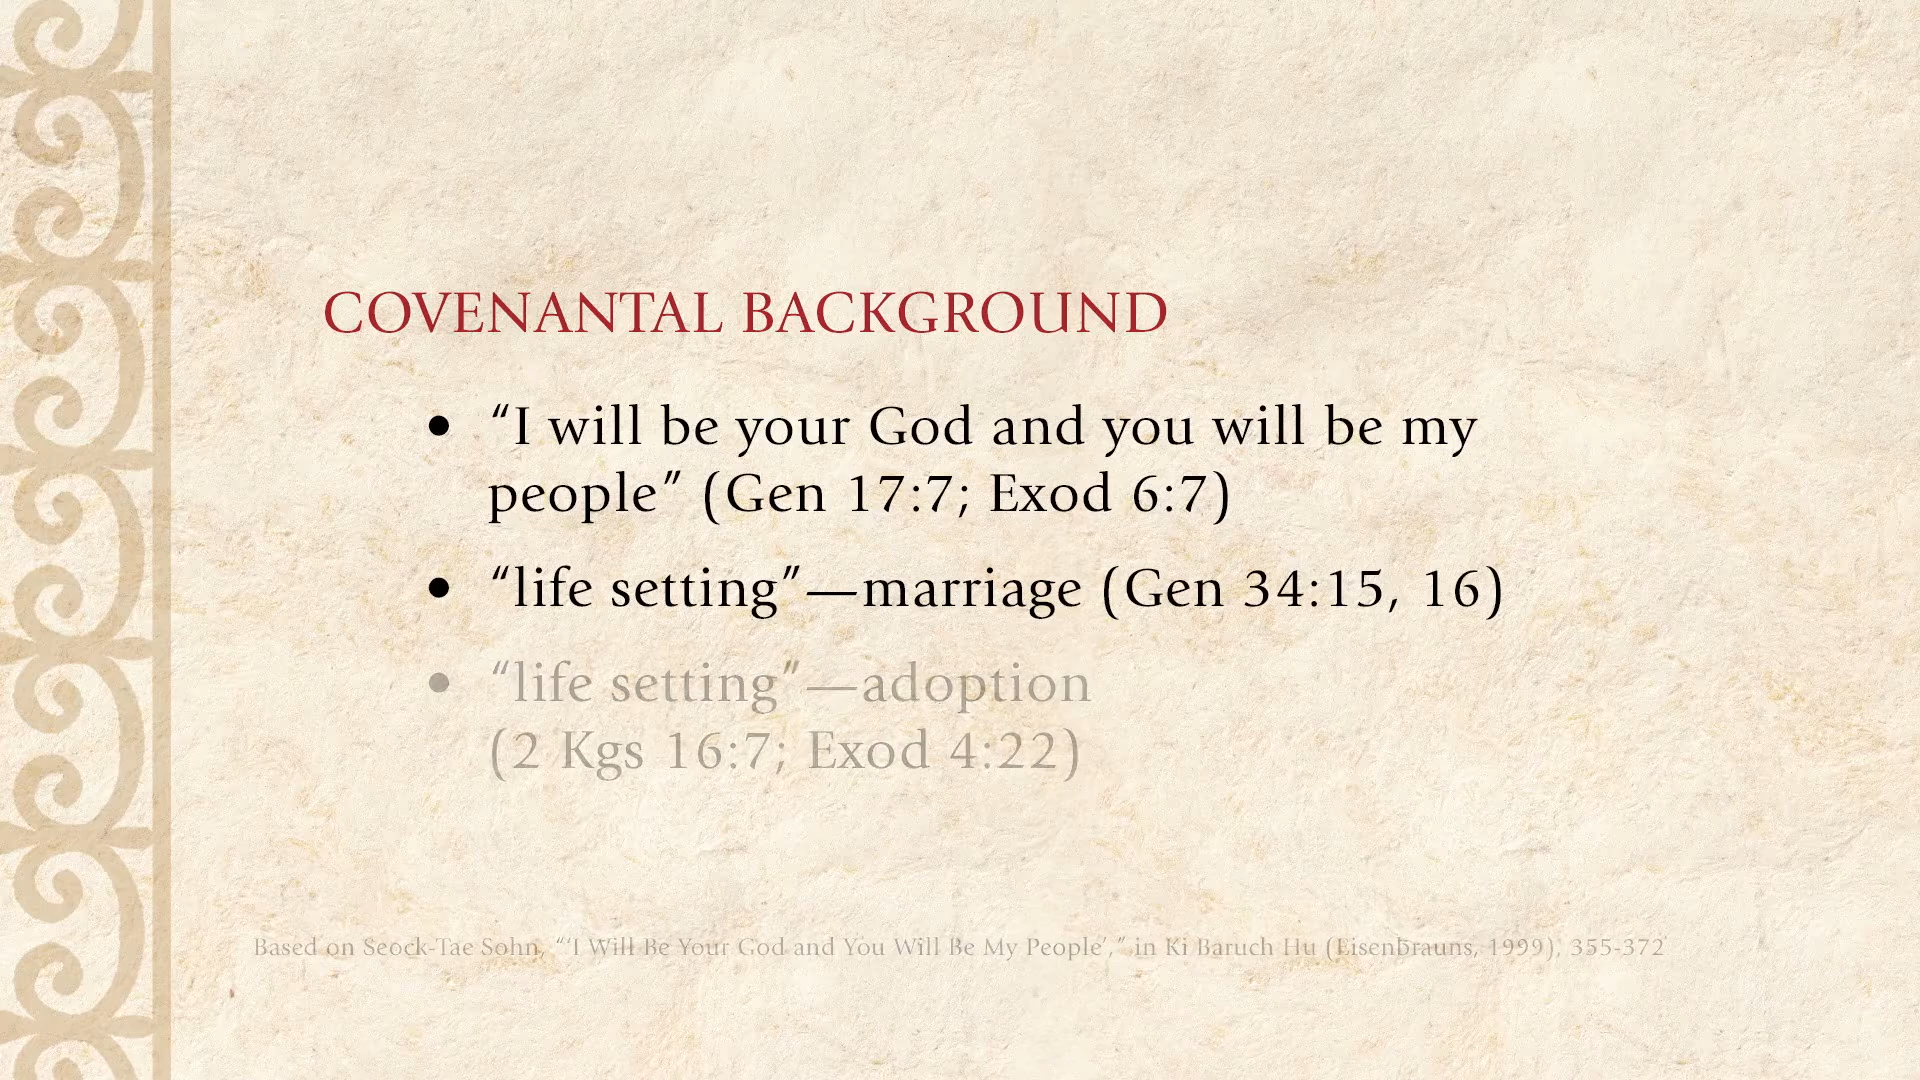 COVENANTAL BACKGROUND
• “I will be your God and you will be my
people” (Gen 17:7; Exod 6:7)
• “life setting”—marriage (Gen 34:15, 16)
• “life setting”—adoption
(2 Kgs 16:7; Exod 4:22)
Based on Seock-Tae Sohn, “‘I Will Be Your God and You Will Be My People’,” in Ki Baruch Hu (Eisenbrauns, 1999), 355-372